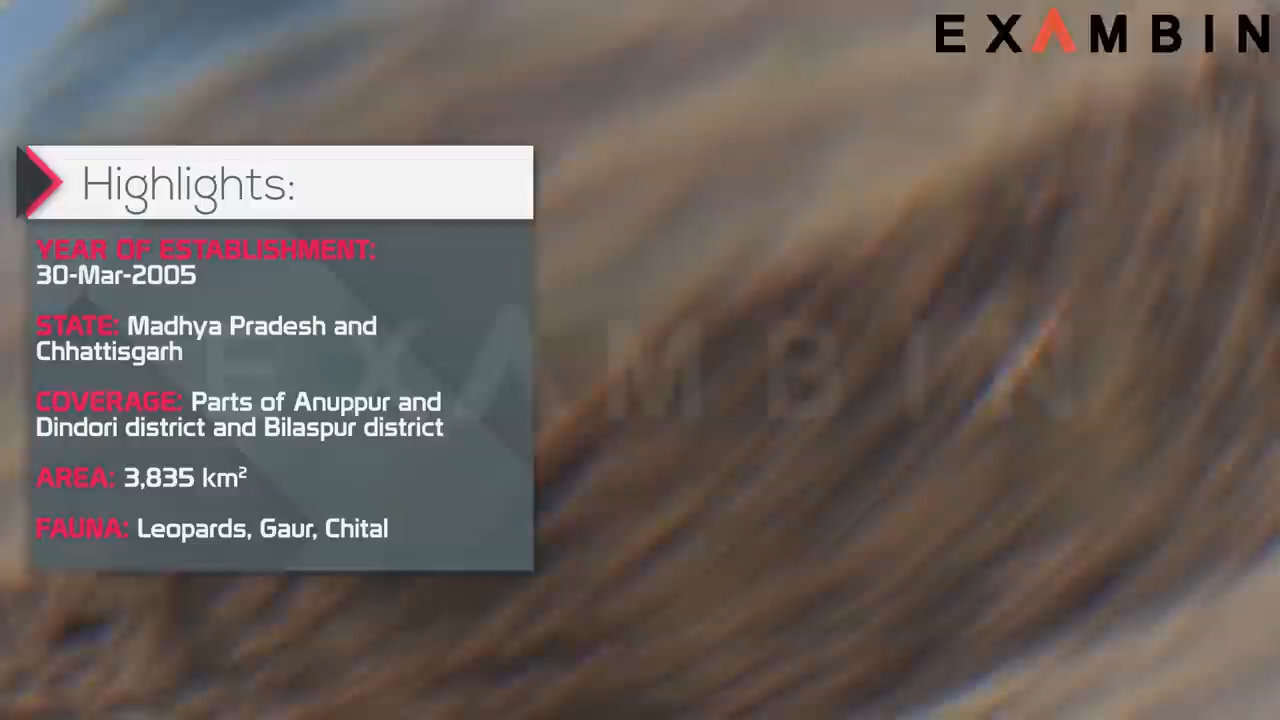 EXAMBIN
Highlights:
YEAR OF ESTABLISHMENT:
30-Mar-2005
STATE: Madhya Pradesh and
Chhattisgarh
COVERAGE: Parts of Anuppur and
Dindori district and Bilaspur district
AREA: 3,835 km²
FAUNA: Leopards, Gaur, Chital
EXAMBIN